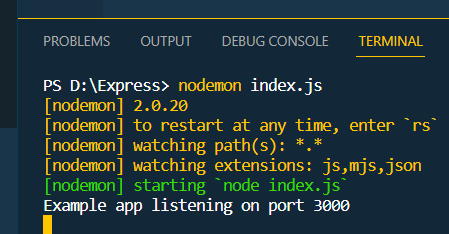 PROBLEMS OUTPUT DEBUG CONSOLE TERMINAL
PS D:\Express> nodemon index.js
[nodemon] 2.0.20
[nodemon] to restart at any time, enter `rs`
[nodemon] watching path(s): *.*
[nodemon] watching extensions: js,mjs,json
[nodemon] starting `node index.js`
Example app listening on port 3000